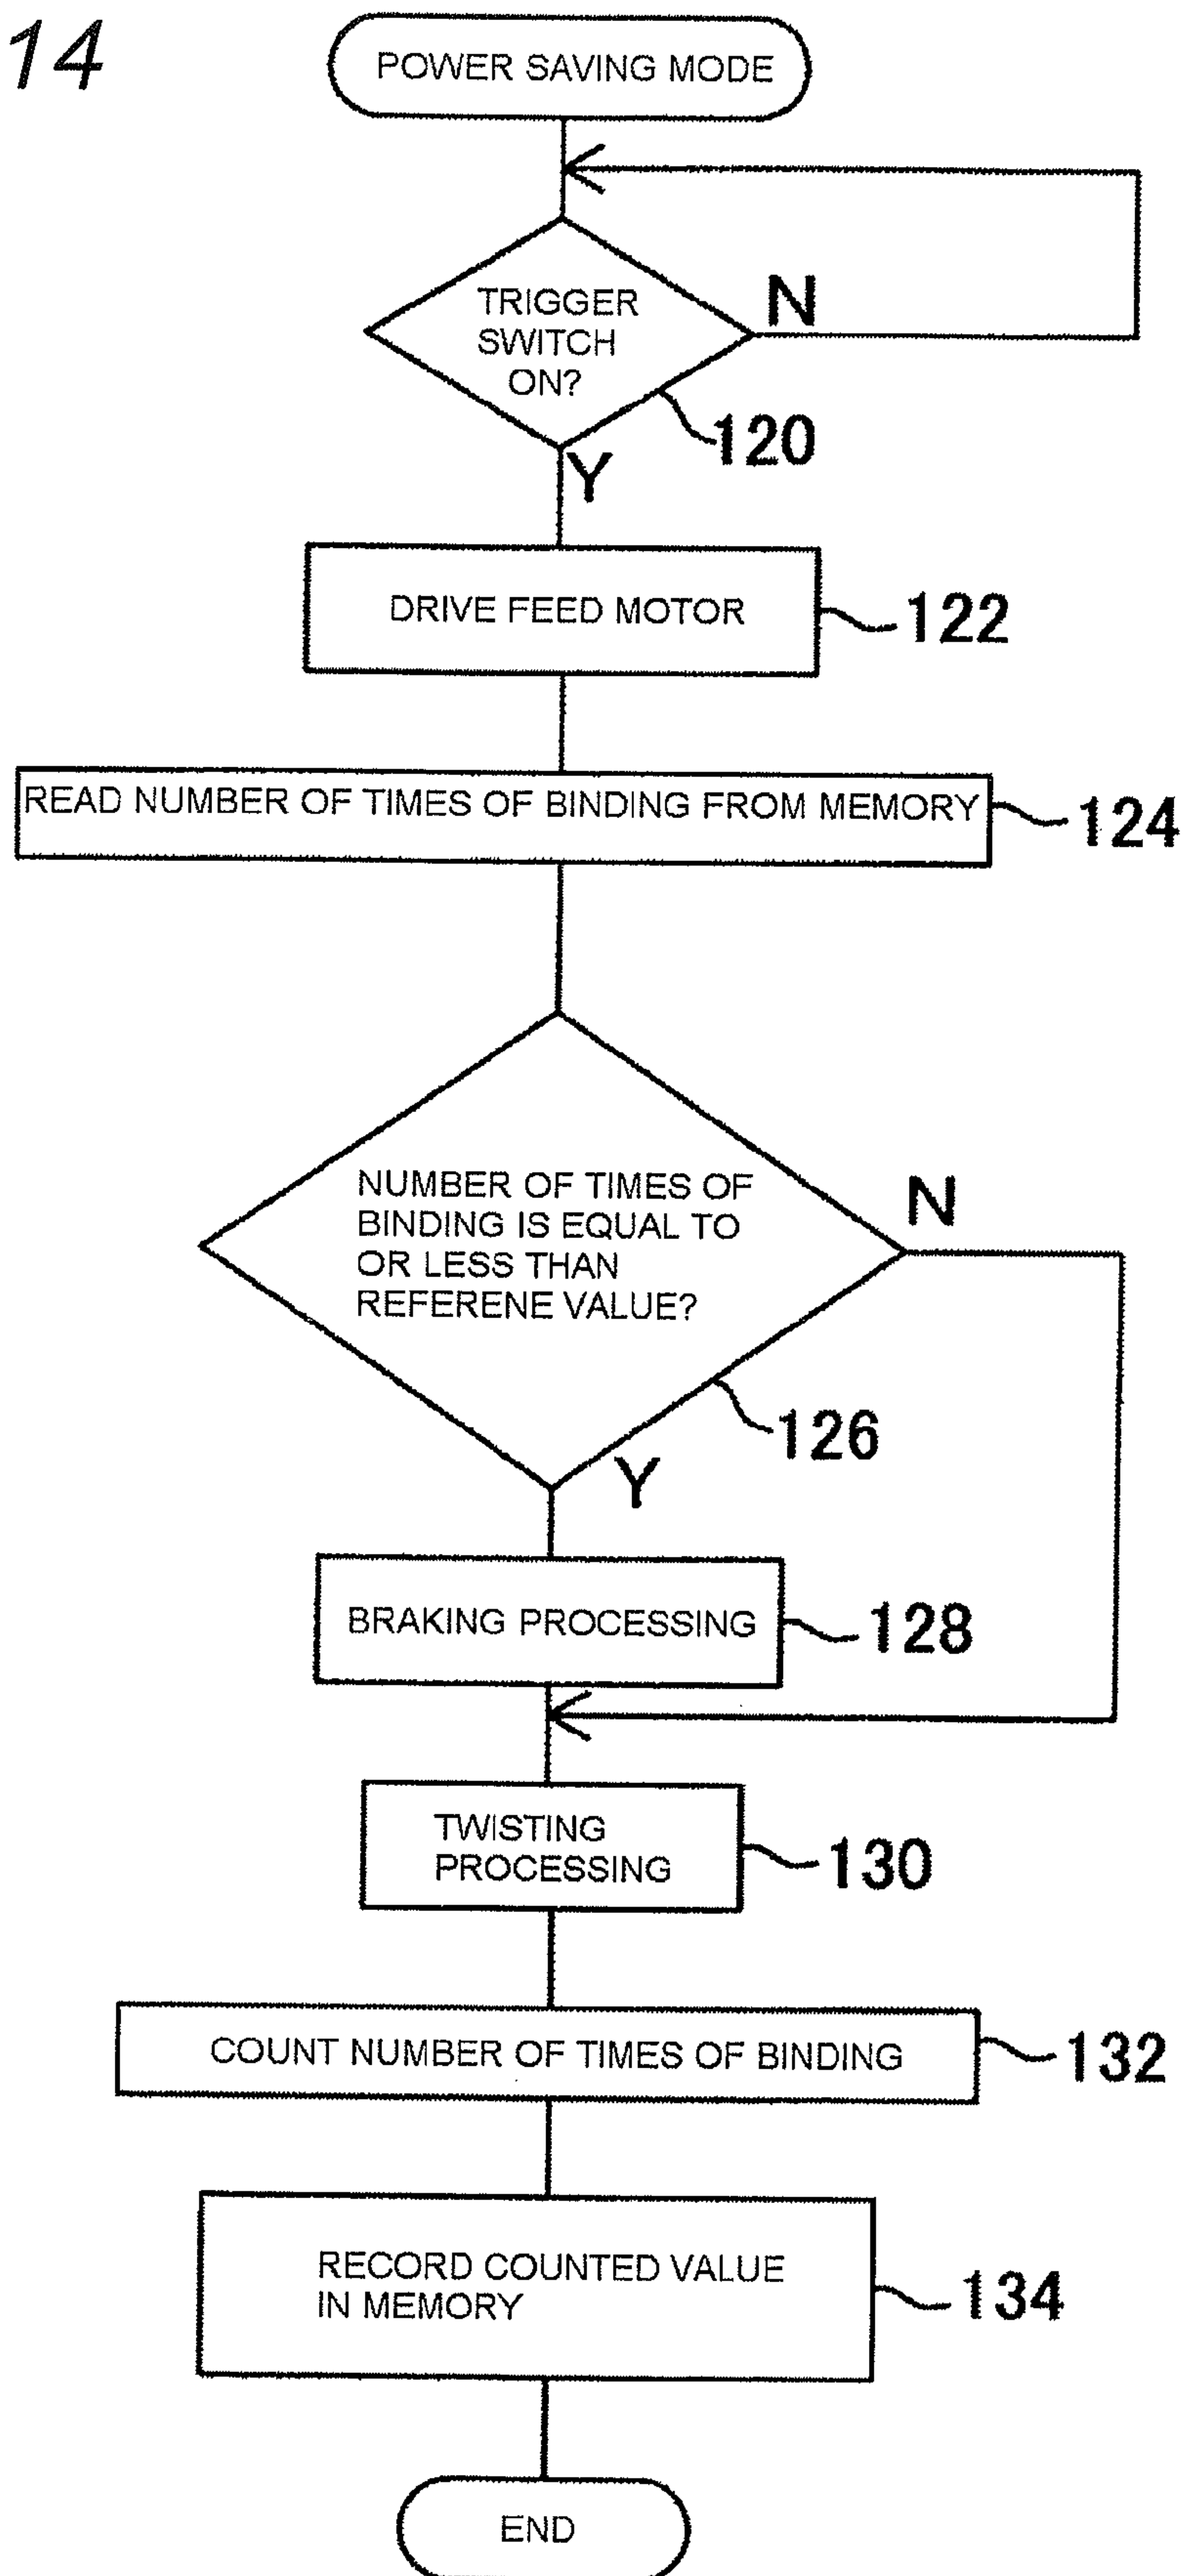 14
POWER SAVING MODE
TRIGGER
SWITCH
ON?
N
120
Y
DRIVE FEED MOTOR
122
READ NUMBER OF TIMES OF BINDING FROM MEMORY
124
NUMBER OF TIMES OF
BINDING IS EQUAL TO
OR LESS THAN
REFERENE VALUE?
N
126
Y
BRAKING PROCESSING
128
TWISTING
PROCESSING
130
COUNT NUMBER OF TIMES OF BINDING
132
RECORD COUNTED VALUE
IN MEMORY
134
END